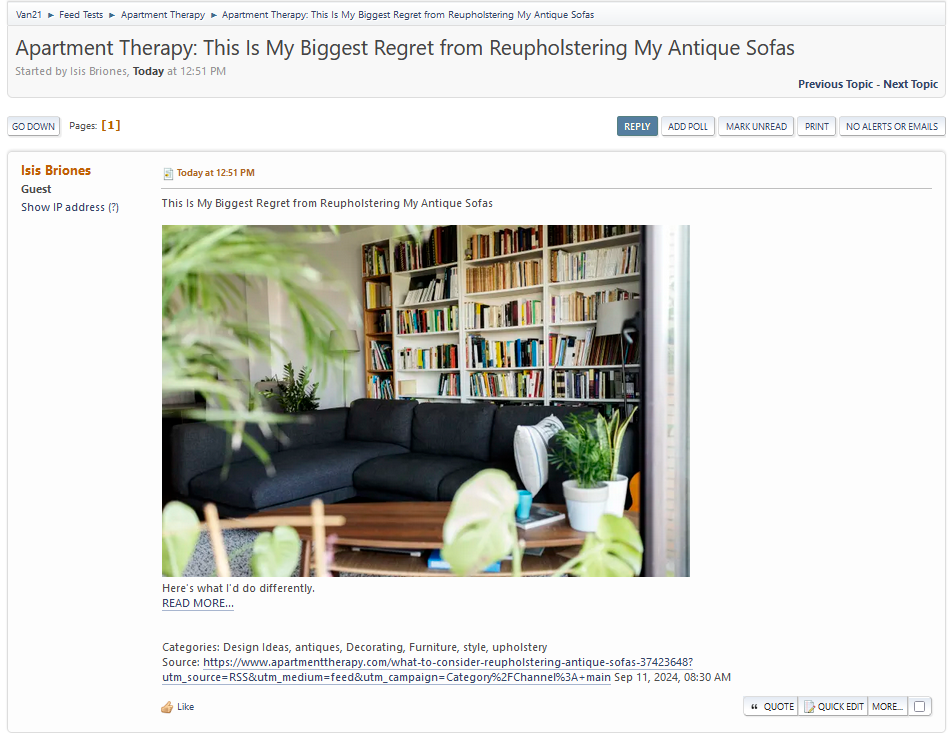 Van21 ► Feed Tests ► Apartment Therapy ► Apartment Therapy: This Is My Biggest Regret from Reupholstering My Antique Sofas
Apartment Therapy: This Is My Biggest Regret from Reupholstering My Antique Sofas
Started by Isis Briones, Today at 12:51 PM
Previous Topic - Next Topic
GO DOWN Pages: [1] REPLY ADD POLL MARK UNREAD PRINT NO ALERTS OR EMAILS
Isis Briones
Guest
Show IP address (?)
Today at 12:51 PM
This Is My Biggest Regret from Reupholstering My Antique Sofas
Here's what I'd do differently.
READ MORE...
Categories: Design Ideas, antiques, Decorating, Furniture, style, upholstery
Source: https://www.apartmenttherapy.com/what-to-consider-reupholstering-antique-sofas-37423648?
utm_source=RSS&utm_medium=feed&utm_campaign=Category%2FChannel%3A+main Sep 11, 2024, 08:30 AM
Like QUOTE QUICK EDIT MORE...